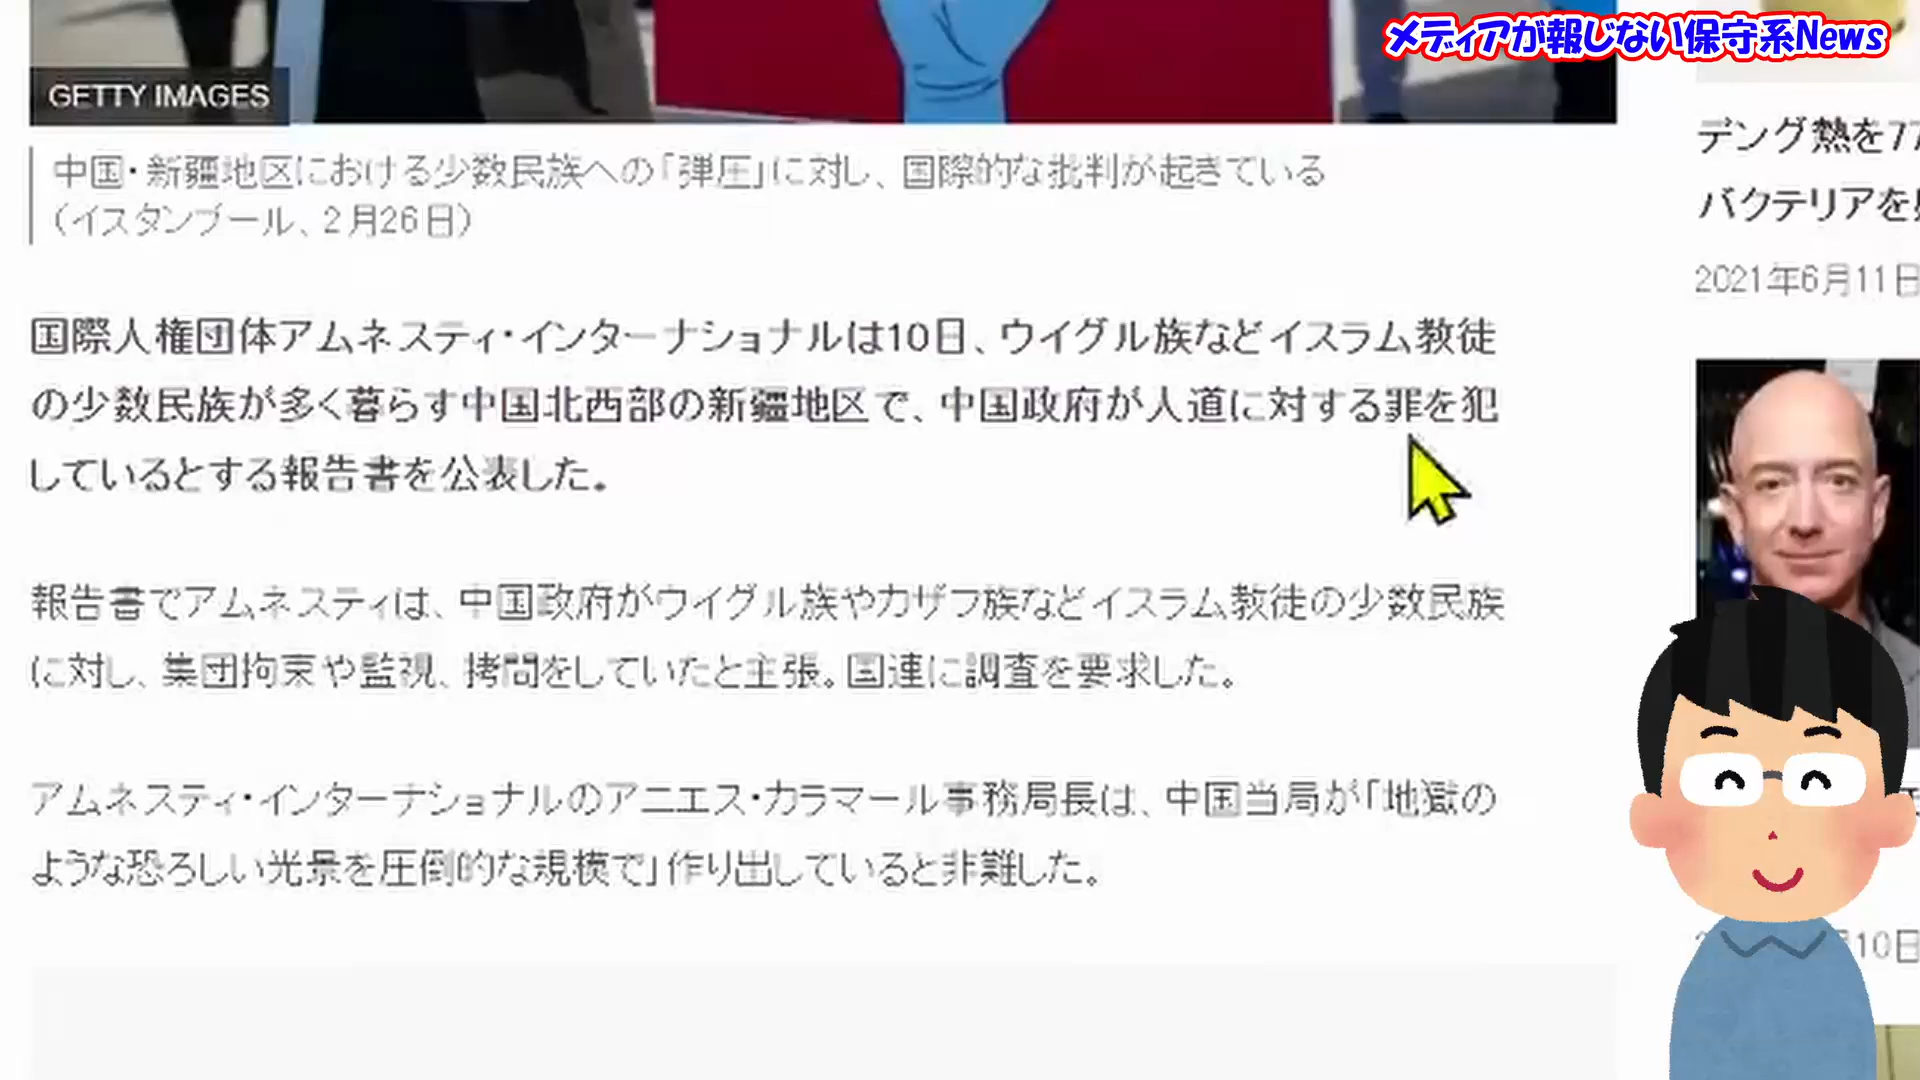 メディアが報じない保守系News
GETTY IMAGES
中国・新疆地区における少数民族への「弾圧」に対し、国際的な批判が起きている
(イスタンブール、2月26日)
国際人権団体アムネスティ・インターナショナルは10日、ウイグル族などイスラム教徒
の少数民族が多く暮らす中国北西部の新疆地区で、中国政府が人道に対する罪を犯
しているとする報告書を公表した。
報告書でアムネスティは、中国政府がウイグル族やカザフ族などイスラム教徒の少数民族
に対し、集団拘束や監視、拷問をしていたと主張。国連に調査を要求した。
アムネスティ・インターナショナルのアニエス・カラマール事務局長は、中国当局が「地獄の
ような恐ろしい光景を圧倒的な規模で」作り出していると非難した。
デング熱を77
バクテリアを
2021年6月11日
月10日